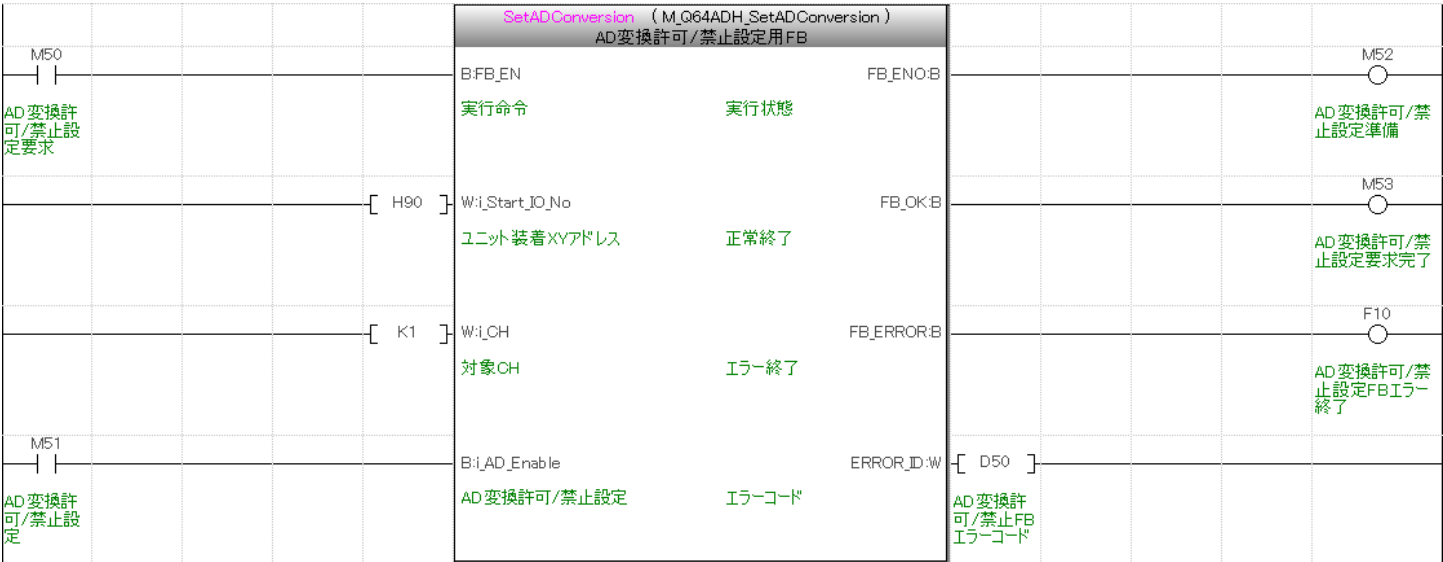 SetADConversion （M_Q64ADH_SetADConversion）
AD変換許可/禁止設定用FB
M50
B:FB_EN
FB_ENO:B
M52
AD変換許
可/禁止設
定要求
実行命令
実行状態
AD変換許可/禁
止設定準備
H90
W:i_Start_IO_No
FB_OK:B
M53
ユニット装着XYアドレス
正常終了
AD変換許可/禁
止設定要求完了
K1
W:i_CH
FB_ERROR:B
F10
対象CH
エラー終了
AD変換許可/禁
止設定FBエラー
終了
M51
B:i_AD_Enable
ERROR_ID:W
D50
AD変換許
可/禁止設
定
AD変換許可/禁止設定
エラーコード
AD変換許
可/禁止FB
エラーコード